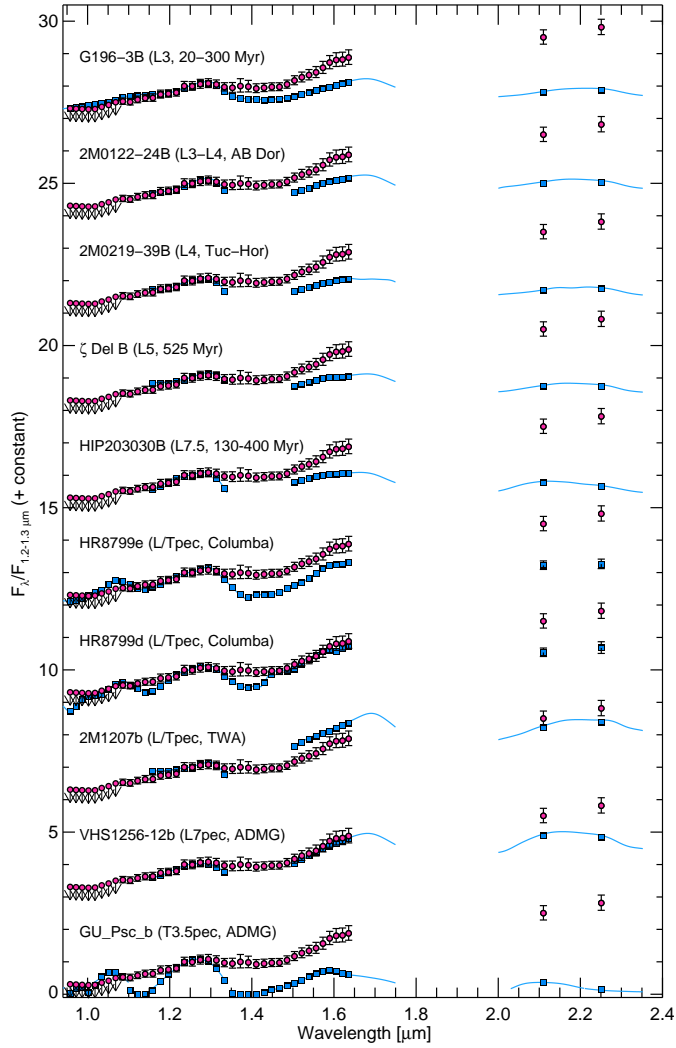 30
G196−3B (L3, 20−300 Myr)
2M0122−24B (L3−L4, AB Dor)
25
2M0219−39B (L4, Tuc−Hor)
20
ζ Del B (L5, 525 Myr)
HIP203030B (L7.5, 130-400 Myr)
15
HR8799e (L/Tpec, Columba)
HR8799d (L/Tpec, Columba)
10
2M1207b (L/Tpec, TWA)
VHS1256-12b (L7pec, ADMG)
5
GU_Psc_b (T3.5pec, ADMG)
0
Fλ/F1.2-1.3 μm (+ constant)
1.0 1.2 1.4 1.6 1.8 2.0 2.2 2.4
Wavelength [μm]